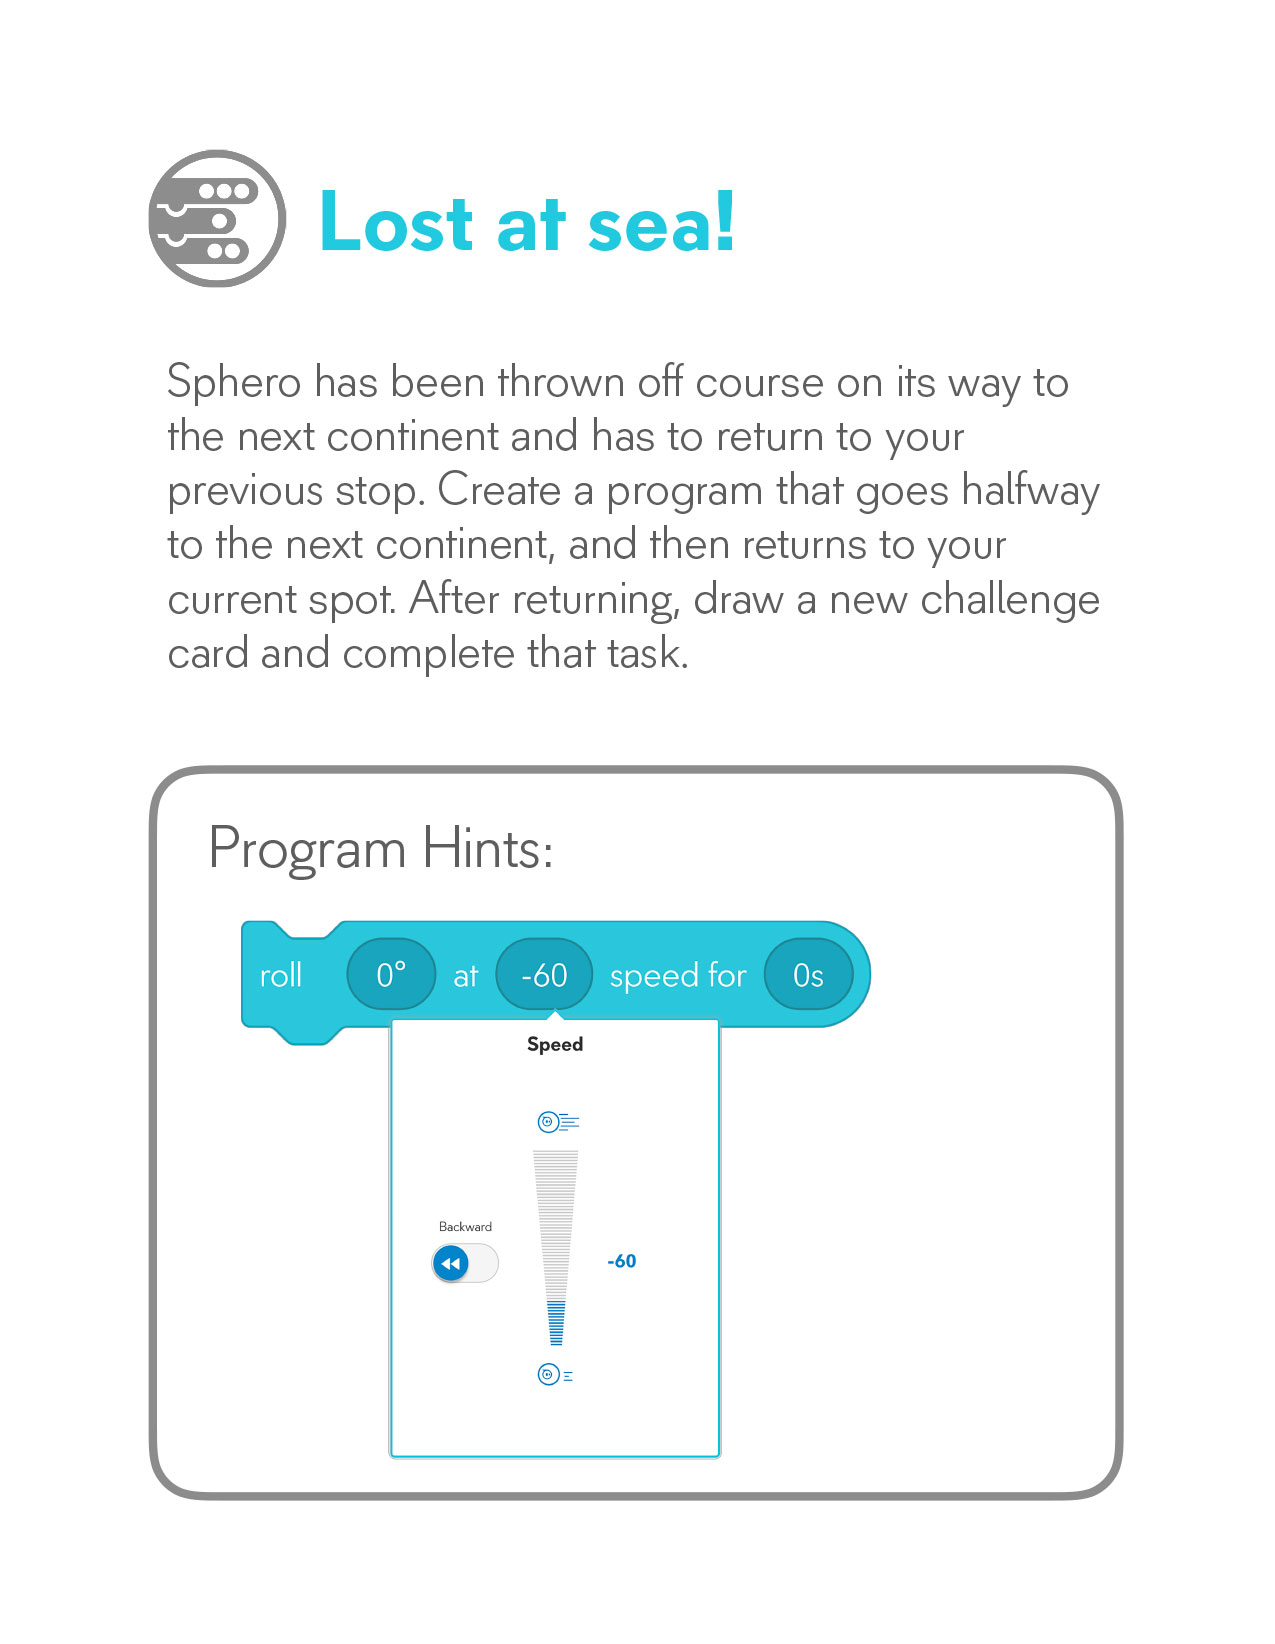 Lost at sea!
Sphero has been thrown off course on its way to
the next continent and has to return to your
previous stop. Create a program that goes halfway
to the next continent, and then returns to your
current spot. After returning, draw a new challenge
card and complete that task.
Program Hints:
roll 0° at -60 speed for 0s
Speed
Backward
-60